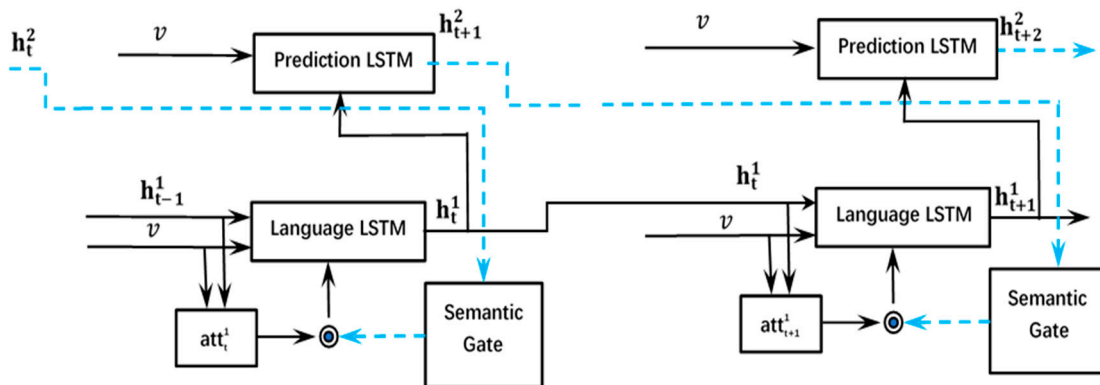 h_t^2
v
Prediction LSTM
h_{t+1}^2
v
Prediction LSTM
h_{t+2}^2
h_{t-1}^1
v
Language LSTM
h_t^1
h_t^1
v
Language LSTM
h_{t+1}^1
att_t^1
Semantic
Gate
att_{t+1}^1
Semantic
Gate